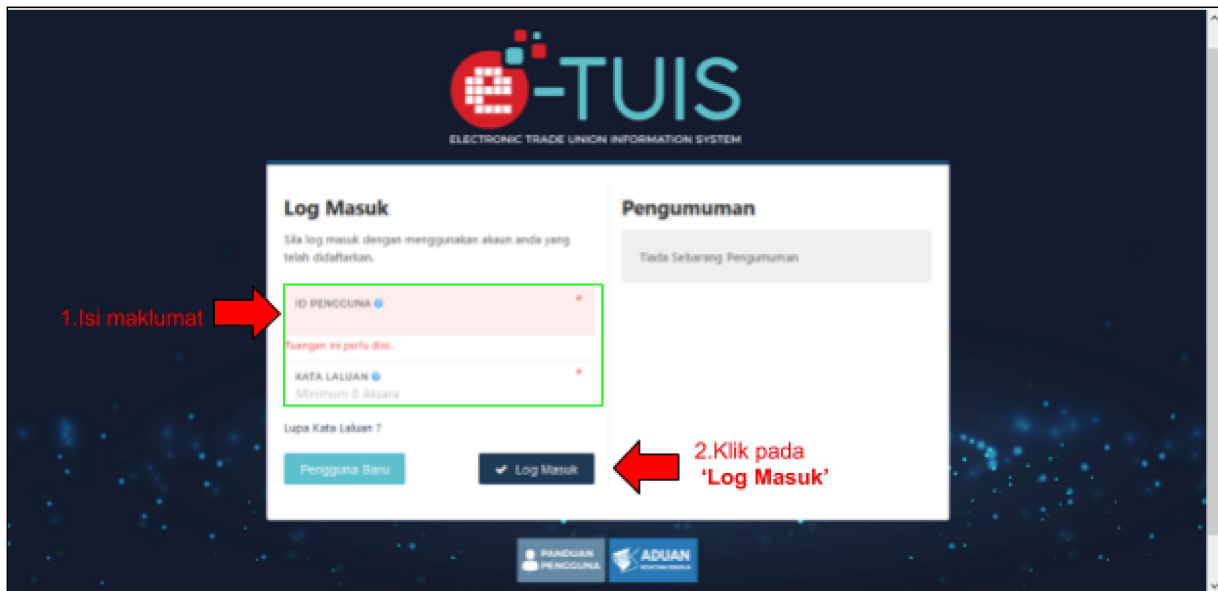 e-TUIS
ELECTRONIC TRADE UNION INFORMATION SYSTEM
Log Masuk
Sila log masuk dengan menggunakan akaun anda yang
telah didaftarkan.
1.Isi maklumat
ID PENGGUNA
*
Ruangan ini perlu diisi.
KATA LALUAN
*
Minimum 8 Aksara
Lupa Kata Laluan ?
Pengguna Baru
Log Masuk
Pengumuman
Tiada Sebarang Pengumuman
2.Klik pada
‘Log Masuk’
PANDUAN
PENGGUNA
ADUAN